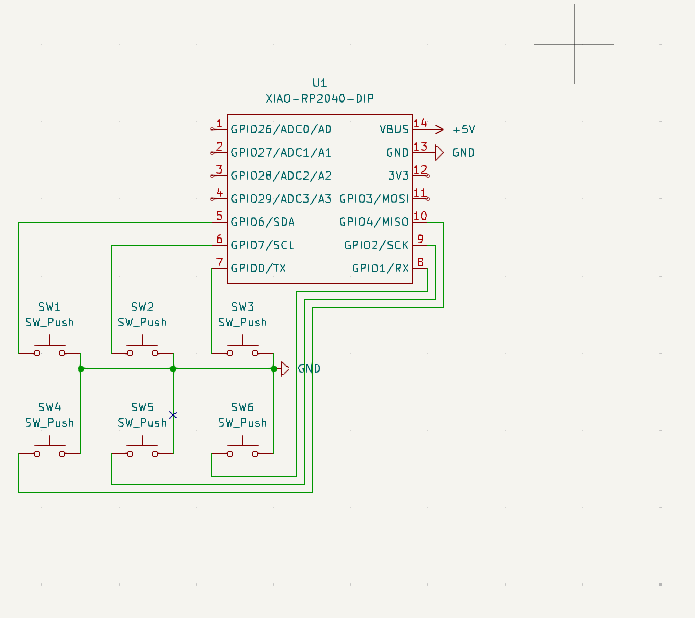 U1
XIAO-RP2040-DIP
1 GPIO26/ADC0/A0 VBUS 14 +5V
2 GPIO27/ADC1/A1 GND 13 GND
3 GPIO28/ADC2/A2 3V3 12
4 GPIO29/ADC3/A3 GPIO3/MOSI 11
5 GPIO6/SDA GPIO4/MISO 10
6 GPIO7/SCL GPIO2/SCK 9
7 GPIO0/TX GPIO1/RX 8
SW1 SW2 SW3
SW_Push SW_Push SW_Push
GND
SW4 SW5 SW6
SW_Push SW_Push SW_Push